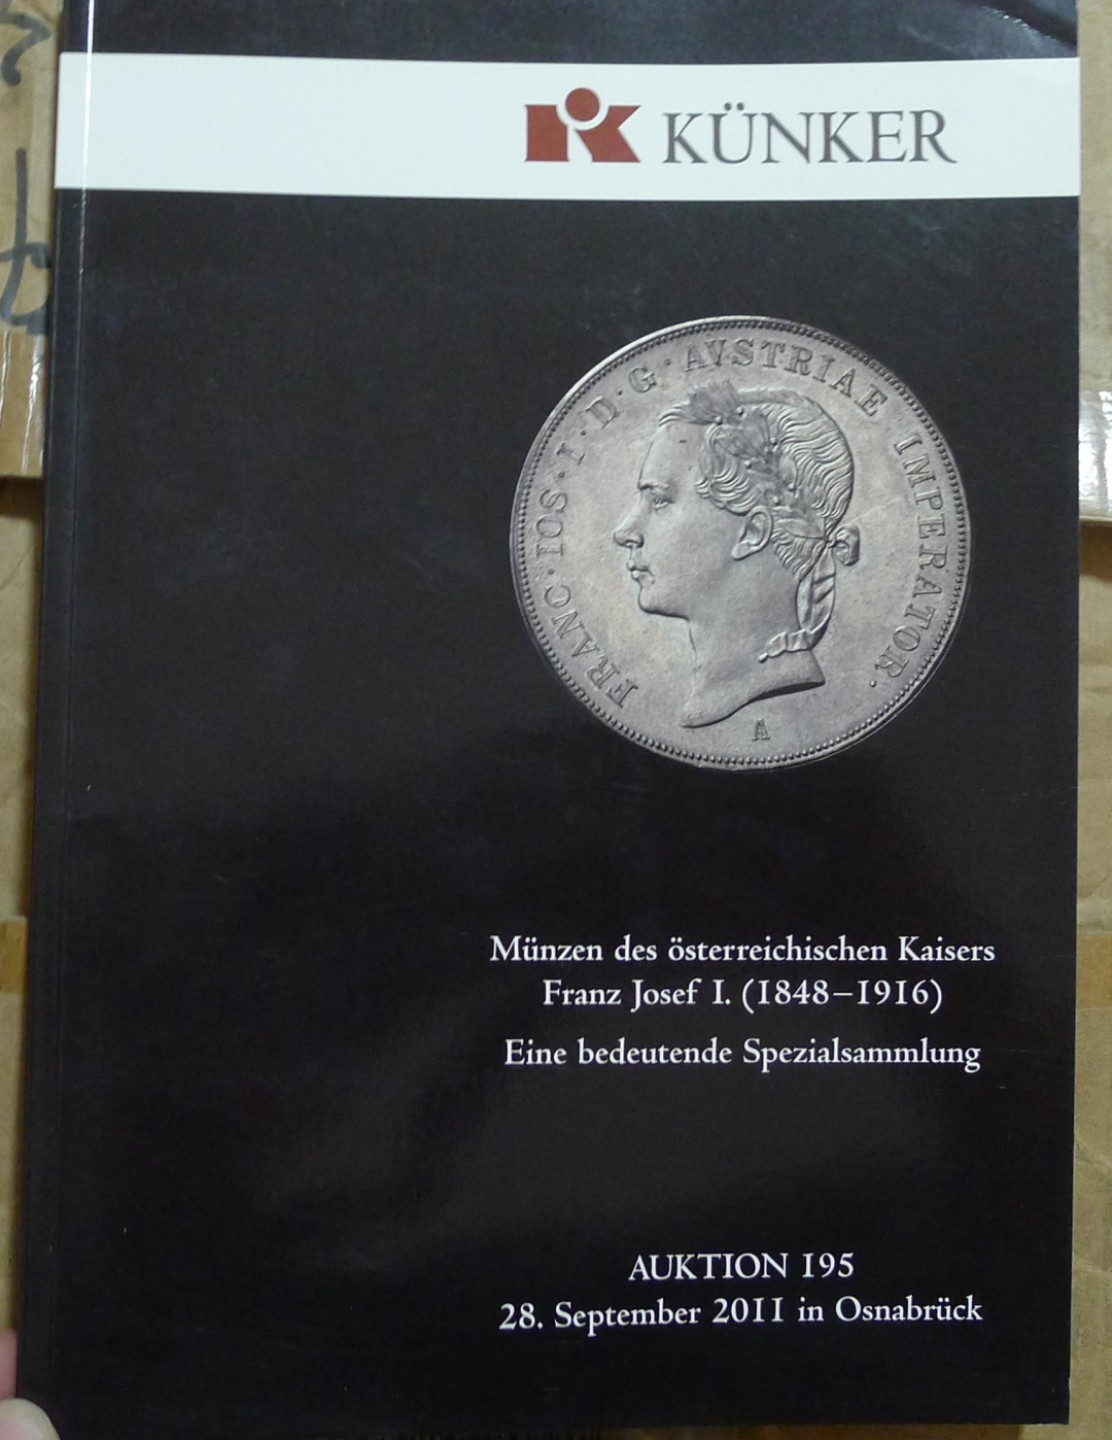 KÜNKER
FRANC·IOS·I·D·G·AVSTRIAE IMPERATOR.
A
Münzen des österreichischen Kaisers
Franz Josef I. (1848–1916)
Eine bedeutende Spezialsammlung
AUKTION 195
28. September 2011 in Osnabrück